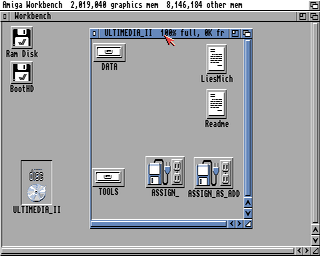 Amiga Workbench  2,019,040 graphics mem  8,146,184 other mem
Workbench
Ram Disk
BootHD
ULTIMEDIA_II
ULTIMEDIA_II  100% full, 0K fr
DATA
LiesMich
Readme
TOOLS
ASSIGN_
ASSIGN_AS_ADD